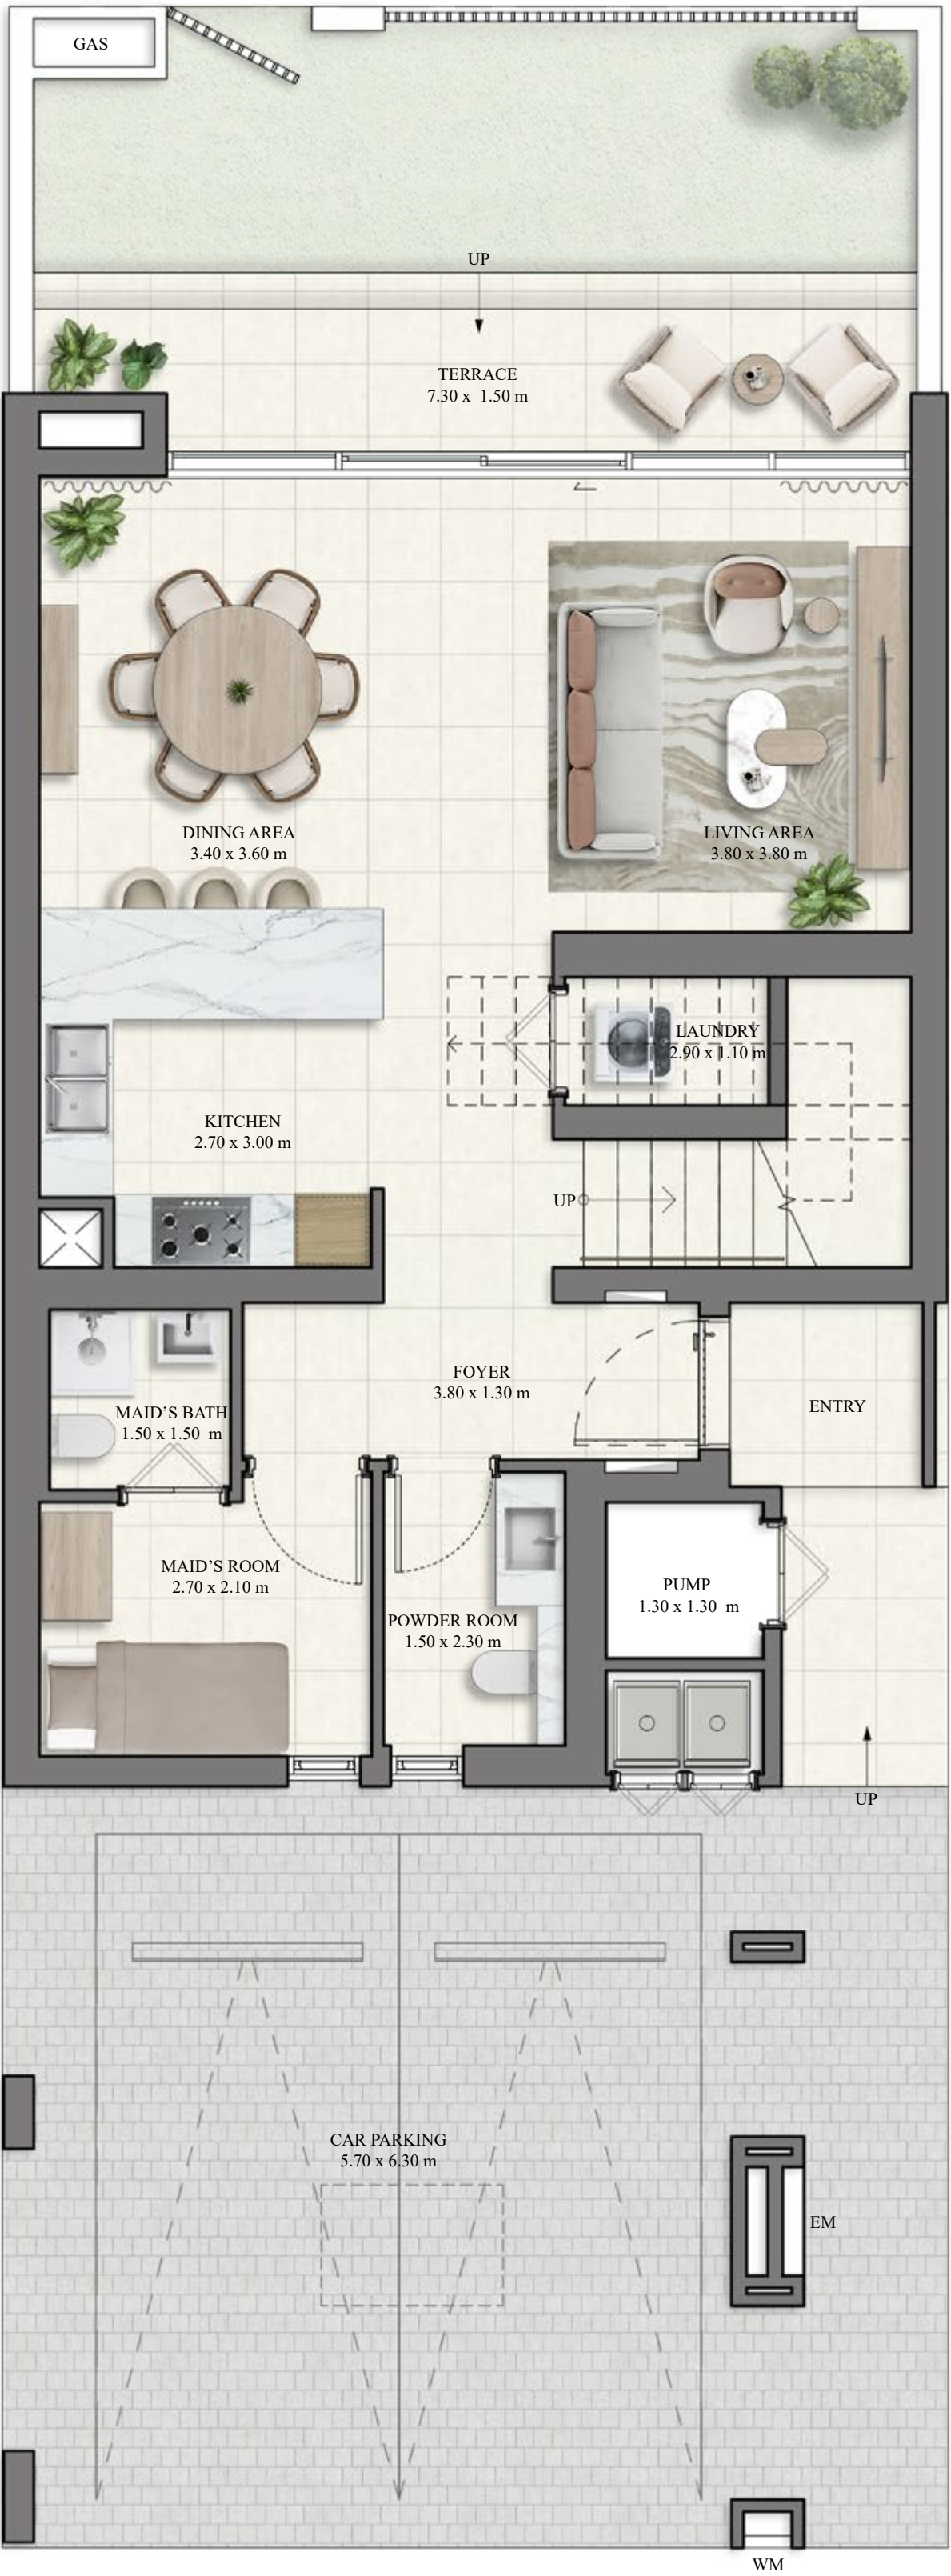 GAS
UP
TERRACE
7.30 x 1.50 m
DINING AREA
3.40 x 3.60 m
LIVING AREA
3.80 x 3.80 m
LAUNDRY
2.90 x 1.10 m
KITCHEN
2.70 x 3.00 m
UP
FOYER
3.80 x 1.30 m
ENTRY
MAID'S BATH
1.50 x 1.50 m
MAID'S ROOM
2.70 x 2.10 m
PUMP
1.30 x 1.30 m
POWDER ROOM
1.50 x 2.30 m
UP
CAR PARKING
5.70 x 6.30 m
EM
WM